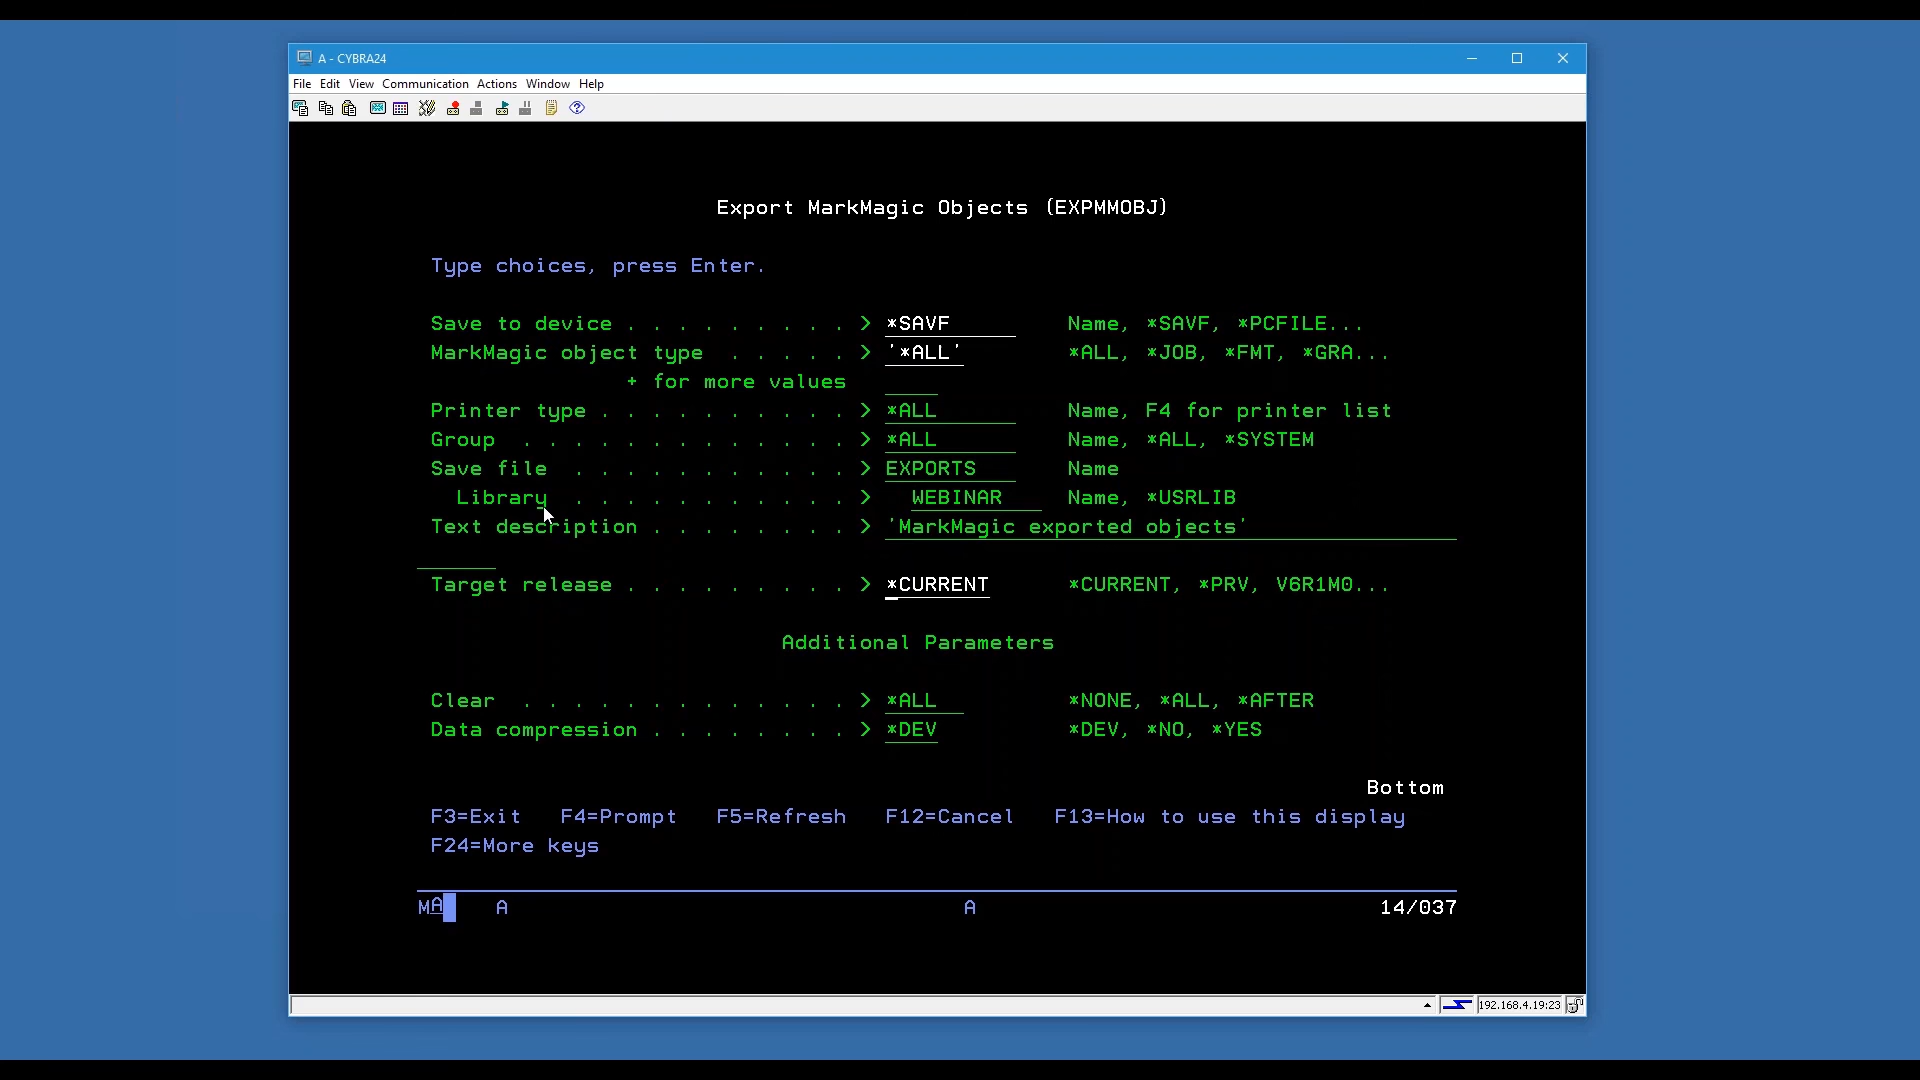 A - CYBRA24
File Edit View Communication Actions Window Help
Export MarkMagic Objects (EXPMMOBJ)
Type choices, press Enter.
Save to device . . . . . . . . . > *SAVF Name, *SAVF, *PCFILE...
MarkMagic object type . . . . . > '*ALL' *ALL, *JOB, *FMT, *GRA...
+ for more values
Printer type . . . . . . . . . . > *ALL Name, F4 for printer list
Group . . . . . . . . . . . . . > *ALL Name, *ALL, *SYSTEM
Save file . . . . . . . . . . . > EXPORTS Name
Library . . . . . . . . . . . > WEBINAR Name, *USRLIB
Text description . . . . . . . . > 'MarkMagic exported objects'
Target release . . . . . . . . . > *CURRENT *CURRENT, *PRV, V6R1M0...
Additional Parameters
Clear . . . . . . . . . . . . . > *ALL *NONE, *ALL, *AFTER
Data compression . . . . . . . . > *DEV *DEV, *NO, *YES
Bottom
F3=Exit F4=Prompt F5=Refresh F12=Cancel F13=How to use this display
F24=More keys
MA A A 14/037
192.168.4.19:23